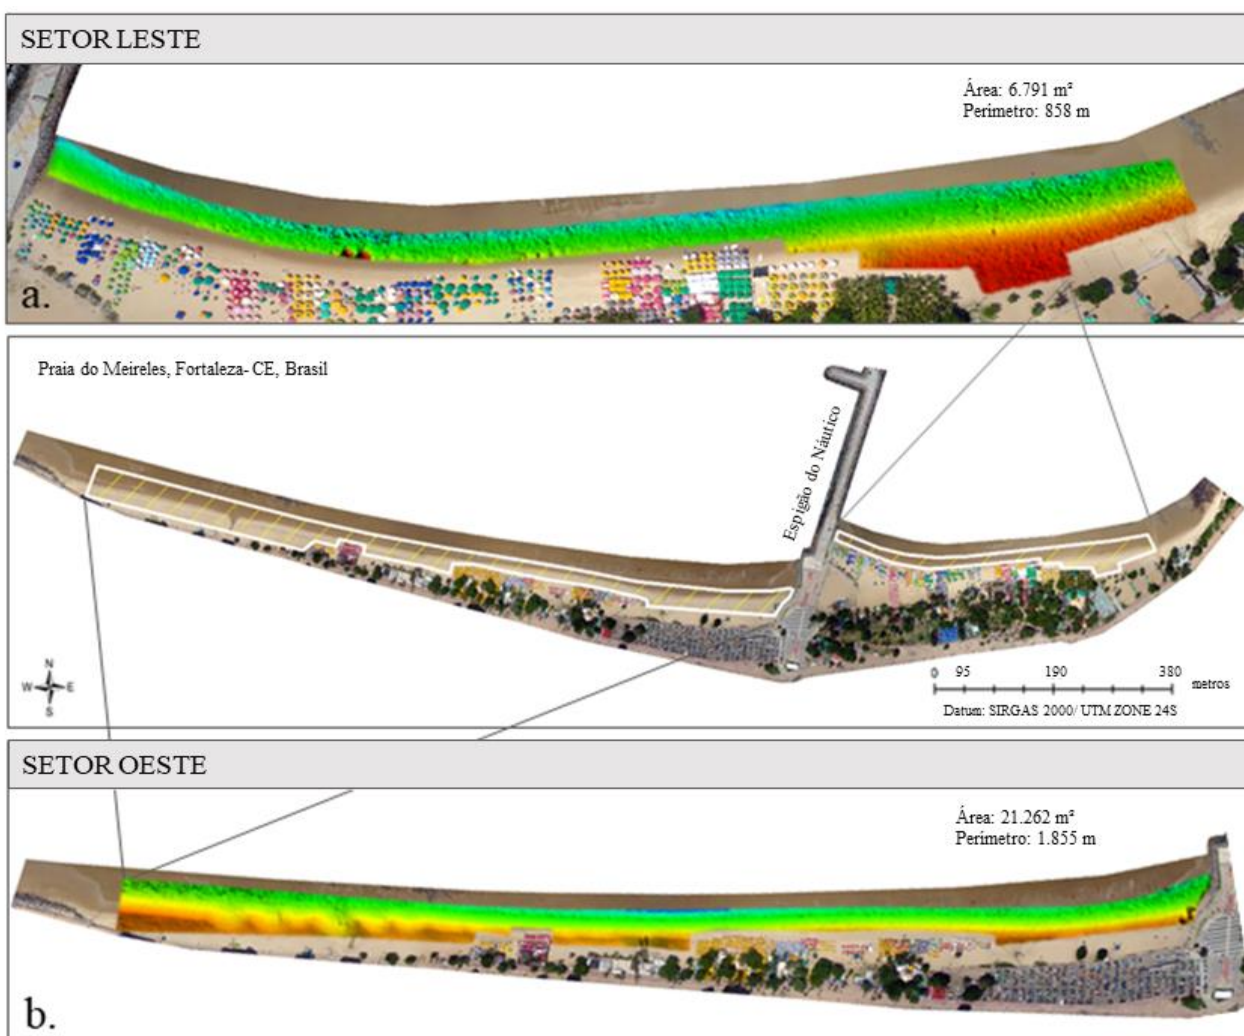 SETOR LESTE
Área: 6.791 m²
Perímetro: 858 m
a.
Praia do Meireles, Fortaleza- CE, Brasil
Espigão do Náutico
N
W E
S
0 95 190 380
metros
Datum: SIRGAS 2000/ UTM ZONE 24S
SETOR OESTE
Área: 21.262 m²
Perímetro: 1.855 m
b.